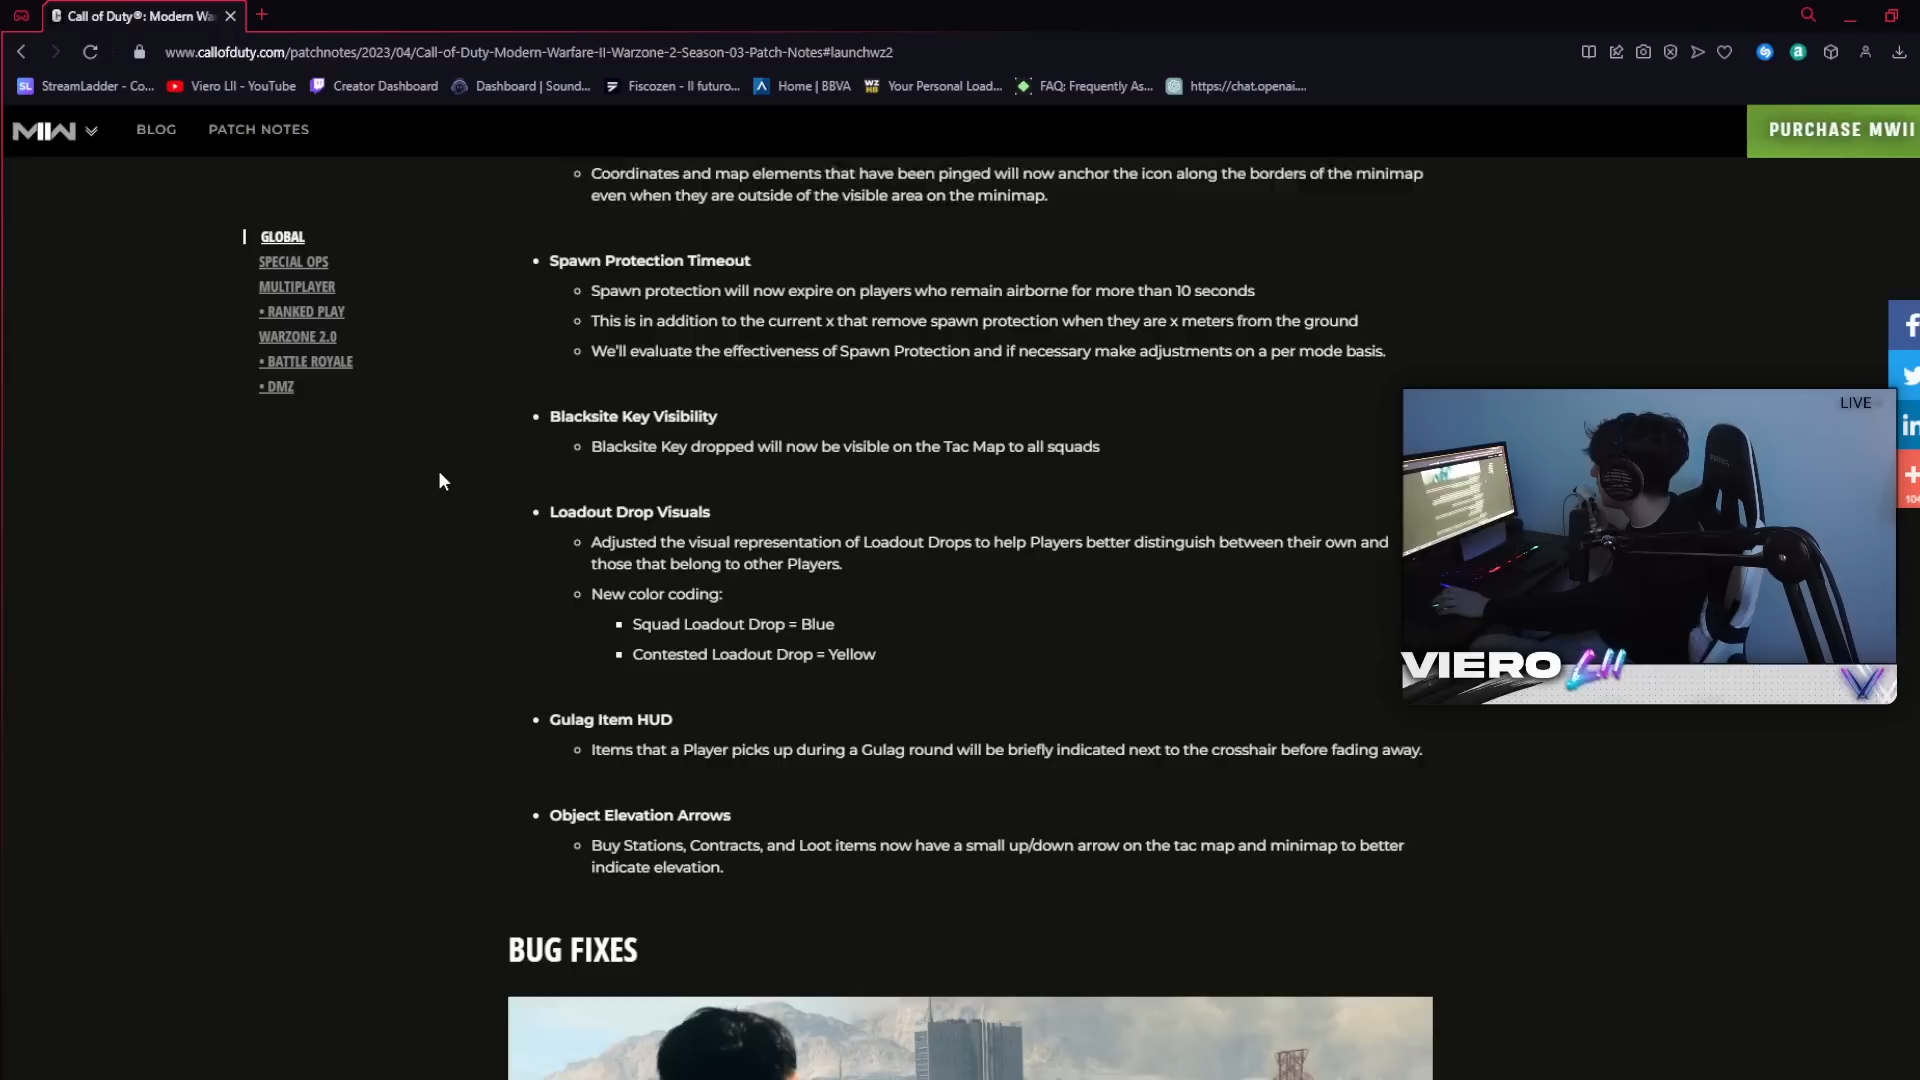 Call of Duty®: Modern Wa
www.callofduty.com/patchnotes/2023/04/Call-of-Duty-Modern-Warfare-II-Warzone-2-Season-03-Patch-Notes#launchwz2
SL StreamLadder - Co...
Viero LII - YouTube
Creator Dashboard
Dashboard | Sound...
Fiscozen - Il futuro...
Home | BBVA
Your Personal Load...
FAQ: Frequently As...
https://chat.openai....
MWII
BLOG
PATCH NOTES
PURCHASE MWII
GLOBAL
SPECIAL OPS
MULTIPLAYER
• RANKED PLAY
WARZONE 2.0
• BATTLE ROYALE
• DMZ
Coordinates and map elements that have been pinged will now anchor the icon along the borders of the minimap
even when they are outside of the visible area on the minimap.
Spawn Protection Timeout
Spawn protection will now expire on players who remain airborne for more than 10 seconds
This is in addition to the current x that remove spawn protection when they are x meters from the ground
We'll evaluate the effectiveness of Spawn Protection and if necessary make adjustments on a per mode basis.
Blacksite Key Visibility
Blacksite Key dropped will now be visible on the Tac Map to all squads
Loadout Drop Visuals
Adjusted the visual representation of Loadout Drops to help Players better distinguish between their own and
those that belong to other Players.
New color coding:
Squad Loadout Drop = Blue
Contested Loadout Drop = Yellow
Gulag Item HUD
Items that a Player picks up during a Gulag round will be briefly indicated next to the crosshair before fading away.
Object Elevation Arrows
Buy Stations, Contracts, and Loot items now have a small up/down arrow on the tac map and minimap to better
indicate elevation.
BUG FIXES
LIVE
VIERO LII